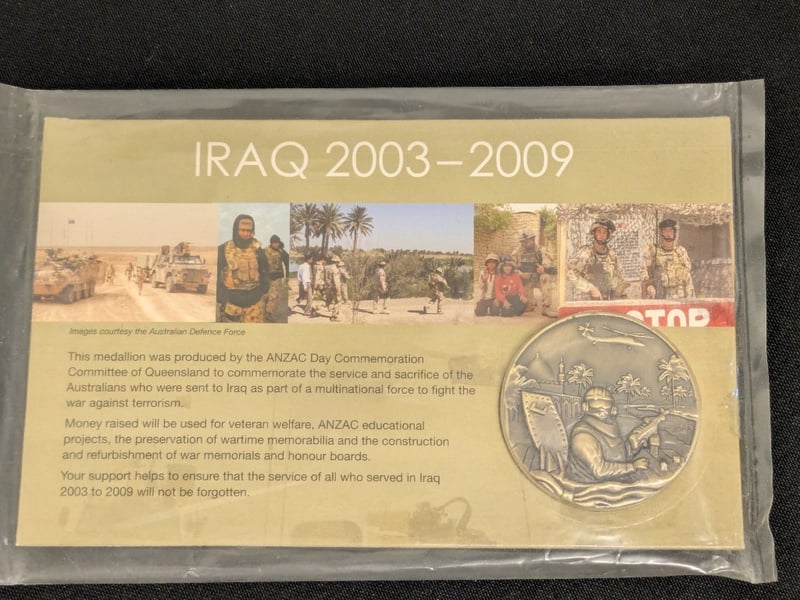 IRAQ 2003–2009
STOP
Images courtesy the Australian Defence Force
This medallion was produced by the ANZAC Day Commemoration
Committee of Queensland to commemorate the service and sacrifice of the
Australians who were sent to Iraq as part of a multinational force to fight the
war against terrorism.
Money raised will be used for veteran welfare, ANZAC educational
projects, the preservation of wartime memorabilia and the construction
and refurbishment of war memorials and honour boards.
Your support helps to ensure that the service of all who served in Iraq
2003 to 2009 will not be forgotten.